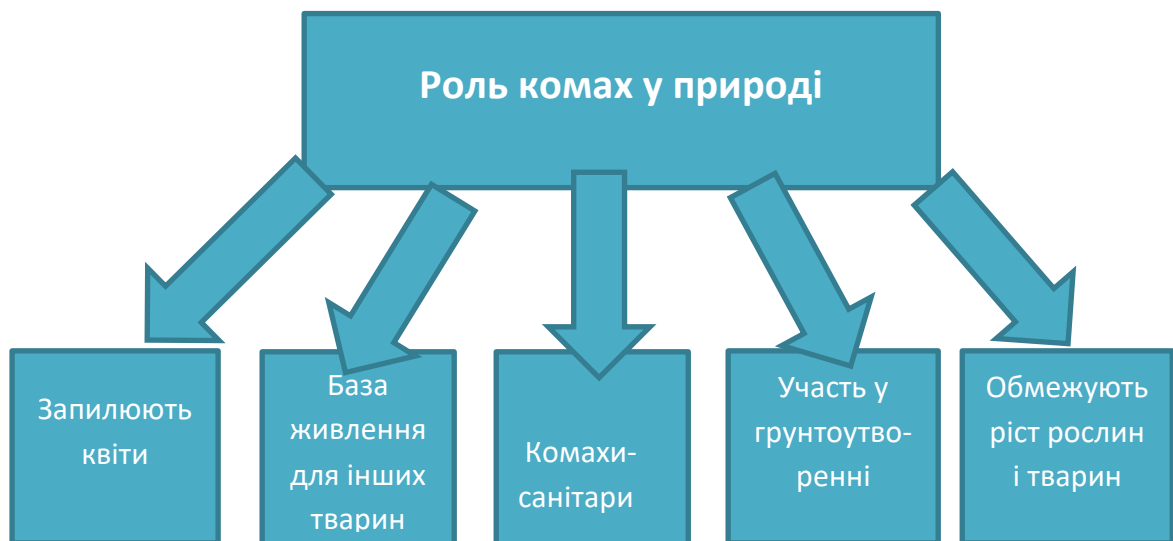 Роль комах у природі
Запилюють
квіти
База
живлення
для інших
тварин
Комахи-
санітари
Участь у
грунтоутво-
ренні
Обмежують
ріст рослин
і тварин